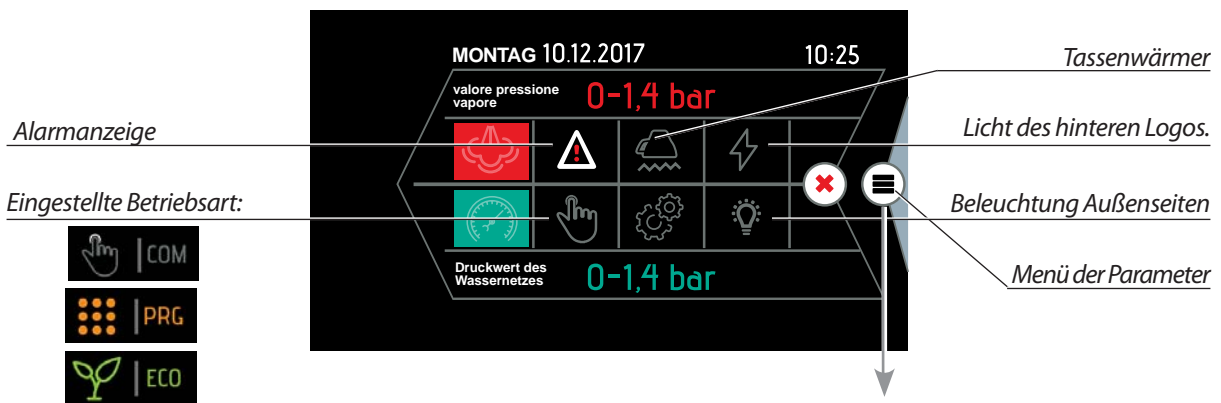 MONTAG 10.12.2017 10:25
Tassenwärmer
valore pressione
vapore
0-1,4 bar
Alarmanzeige
Licht des hinteren Logos.
Eingestellte Betriebsart:
Beleuchtung Außenseiten
COM
Druckwert des
Wassernetzes
0-1,4 bar
Menü der Parameter
PRG
ECO